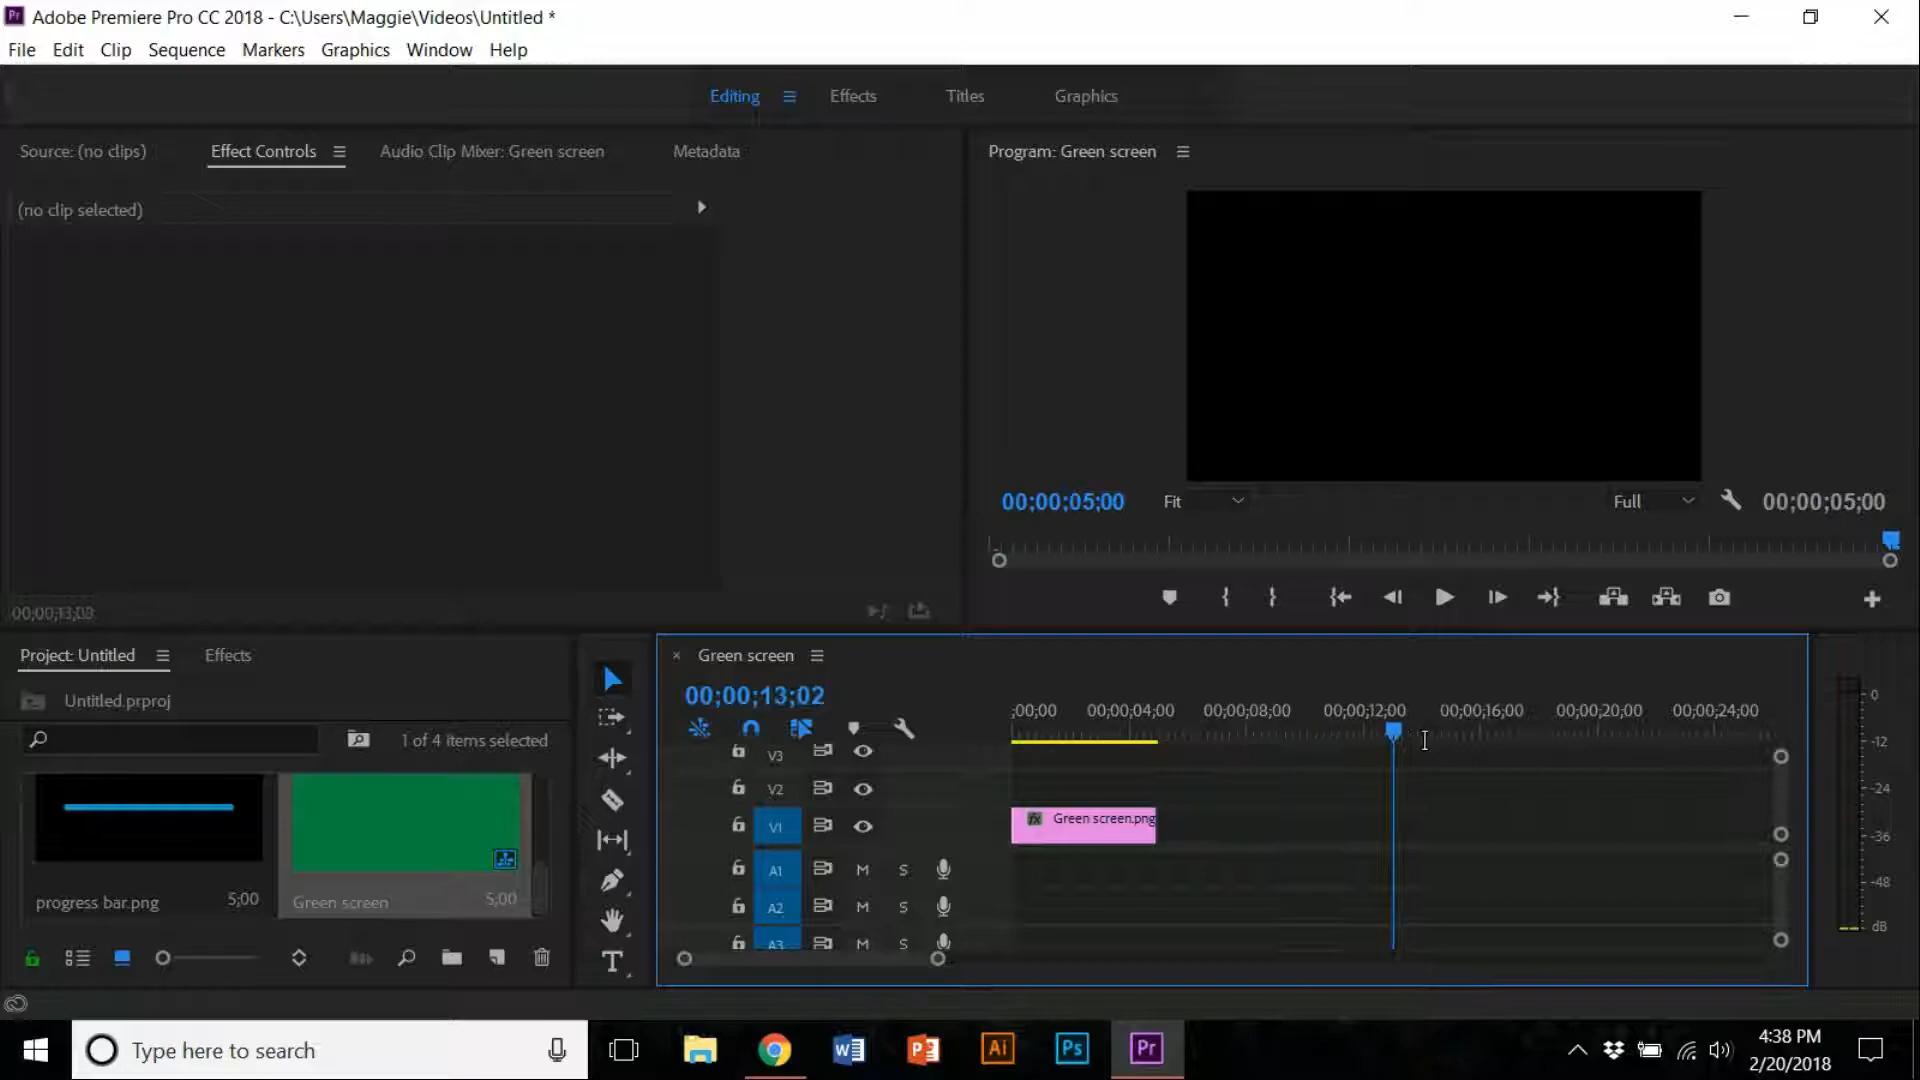 Adobe Premiere Pro CC 2018 - C:\Users\Maggie\Videos\Untitled *
File Edit Clip Sequence Markers Graphics Window Help
Editing Effects Titles Graphics
Source: (no clips) Effect Controls Audio Clip Mixer: Green screen Metadata
Program: Green screen
(no clip selected)
00;00;05;00 Fit Full 00;00;05;00
Project: Untitled Effects
Untitled.prproj
1 of 4 items selected
progress bar.png 5;00
Green screen 5;00
Green screen
00;00;13;02
;00;00 00;00;04;00 00;00;08;00 00;00;12;00 00;00;16;00 00;00;20;00 00;00;24;00
V3
V2
V1 fx Green screen.png
A1 M S
A2 M S
A3 M S
0
-12
-24
-36
-48
dB
Type here to search
Ai Ps Pr
4:38 PM
2/20/2018